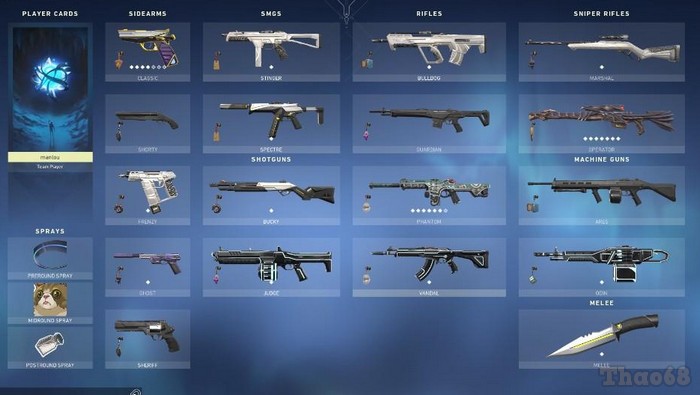 PLAYER CARDS
SIDEARMS
SMGS
RIFLES
SNIPER RIFLES
CLASSIC
STINGER
BULLDOG
MARSHAL
SHORTY
SPECTRE
GUARDIAN
OPERATOR
mantou
Team Player
SHOTGUNS
MACHINE GUNS
FRENZY
BUCKY
PHANTOM
ARES
SPRAYS
PREROUND SPRAY
GHOST
JUDGE
VANDAL
ODIN
MELEE
MIDROUND SPRAY
POSTROUND SPRAY
SHERIFF
MELEE
Thao68